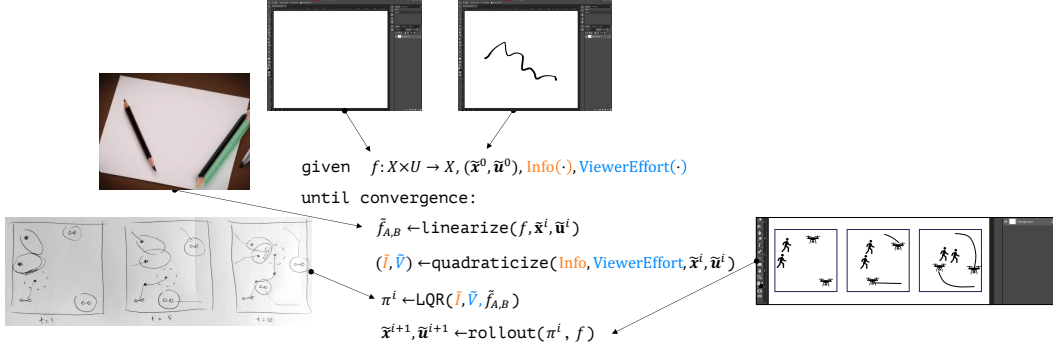 given f: X×U → X, (x̃⁰, ũ⁰), Info(·), ViewerEffort(·)
until convergence:
f̃_{A,B} ←linearize(f, x̃ⁱ, ũⁱ)
(Ĩ, Ṽ) ←quadraticize(Info, ViewerEffort, x̃ⁱ, ũⁱ)
πⁱ ←LQR(Ĩ, Ṽ, f̃_{A,B})
x̃ⁱ⁺¹, ũⁱ⁺¹ ←rollout(πⁱ, f)